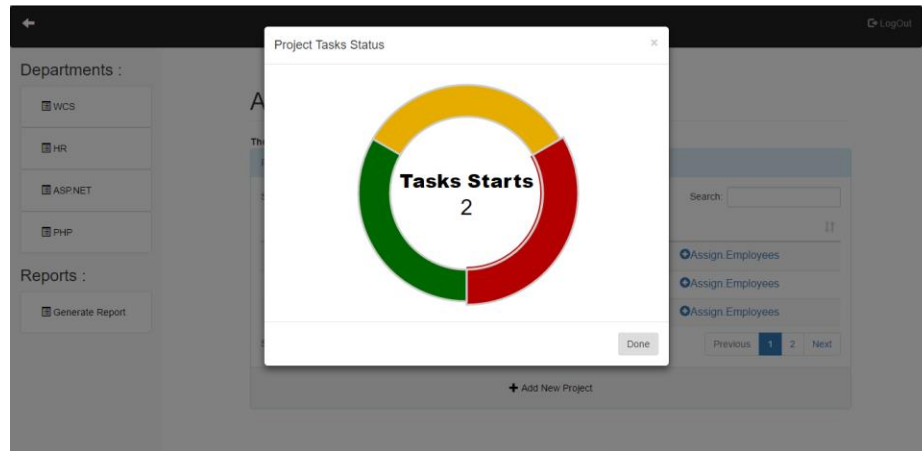 LogOut
Project Tasks Status
×
Departments :
WCS
HR
ASP.NET
PHP
Reports :
Generate Report
A
Th
Tasks Starts
2
Search:
Assign Employees
Assign Employees
Assign Employees
Done
Previous 1 2 Next
Add New Project